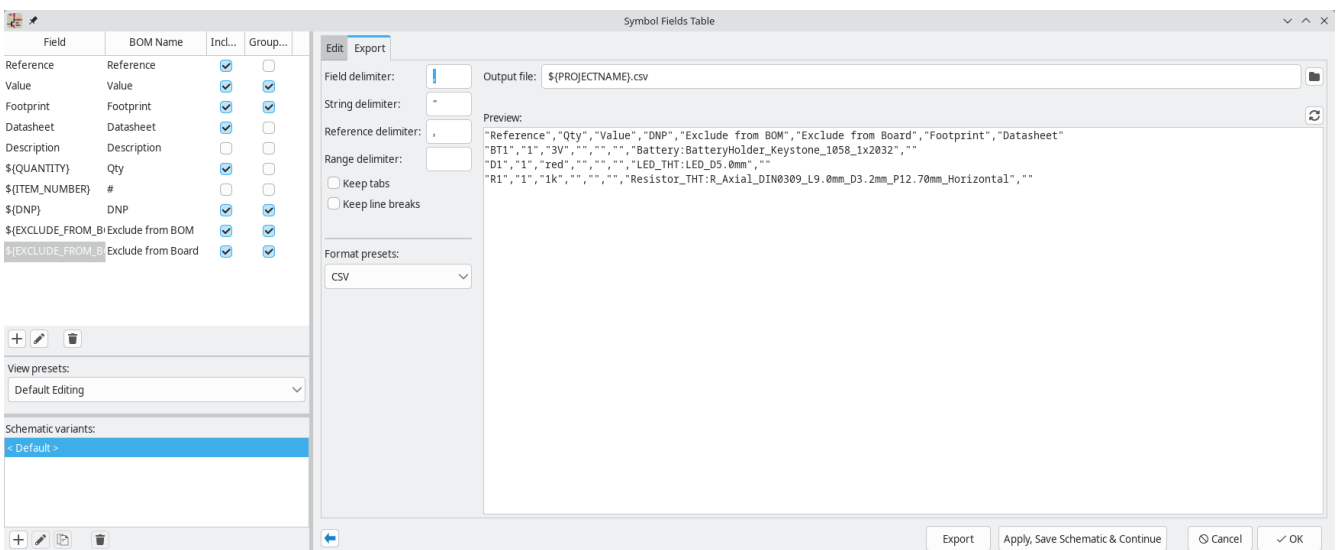 Symbol Fields Table
Field BOM Name Incl... Group...
Reference Reference
Value Value
Footprint Footprint
Datasheet Datasheet
Description Description
${QUANTITY} Qty
${ITEM_NUMBER} #
${DNP} DNP
${EXCLUDE_FROM_B Exclude from BOM
${EXCLUDE_FROM_B Exclude from Board
View presets:
Default Editing
Schematic variants:
< Default >
Edit Export
Field delimiter: ,
String delimiter: "
Reference delimiter: ,
Range delimiter:
Keep tabs
Keep line breaks
Format presets:
CSV
Output file: ${PROJECTNAME}.csv
Preview:
"Reference","Qty","Value","DNP","Exclude from BOM","Exclude from Board","Footprint","Datasheet"
"BT1","1","3V","","","","Battery:BatteryHolder_Keystone_1058_1x2032",""
"D1","1","red","","","","LED_THT:LED_D5.0mm",""
"R1","1","1k","","","","Resistor_THT:R_Axial_DIN0309_L9.0mm_D3.2mm_P12.70mm_Horizontal",""
Export Apply, Save Schematic & Continue Cancel OK